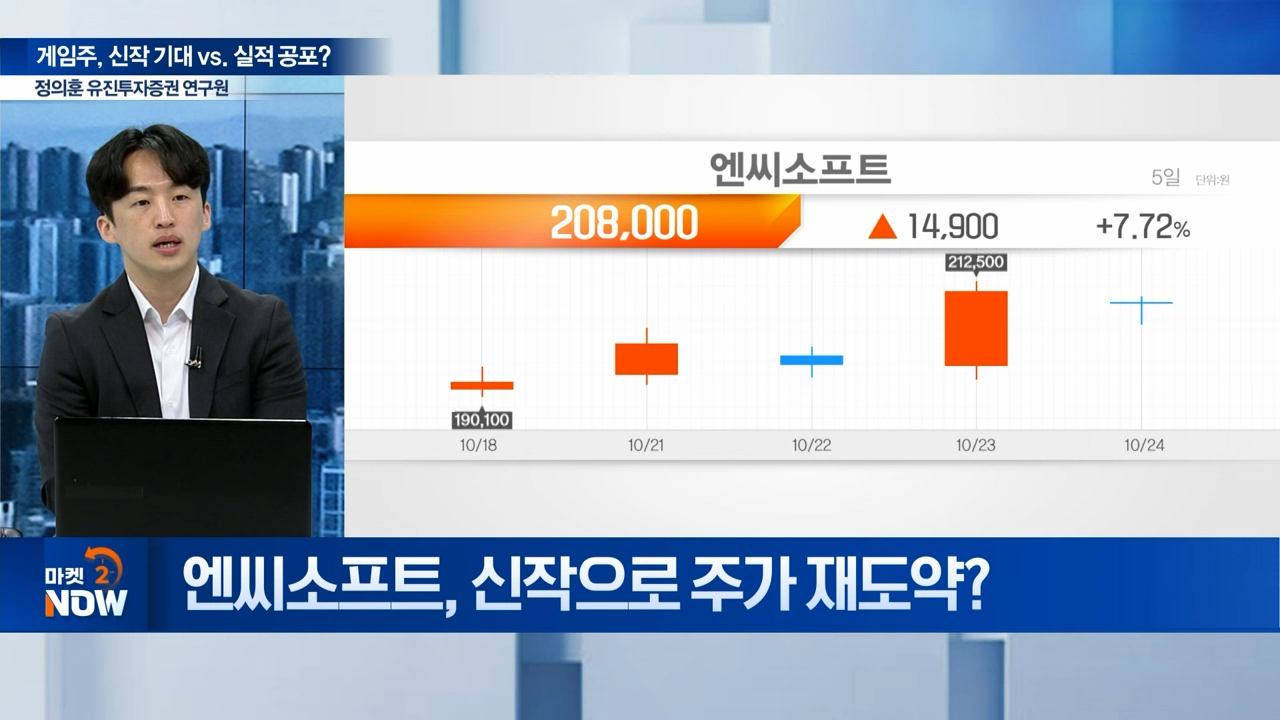 게임주, 신작 기대 vs. 실적 공포?
정의훈 유진투자증권 연구원
엔씨소프트
5일 단위:원
208,000 ▲ 14,900 +7.72%
212,500
190,100
10/18 10/21 10/22 10/23 10/24
마켓 2
NOW
엔씨소프트, 신작으로 주가 재도약?